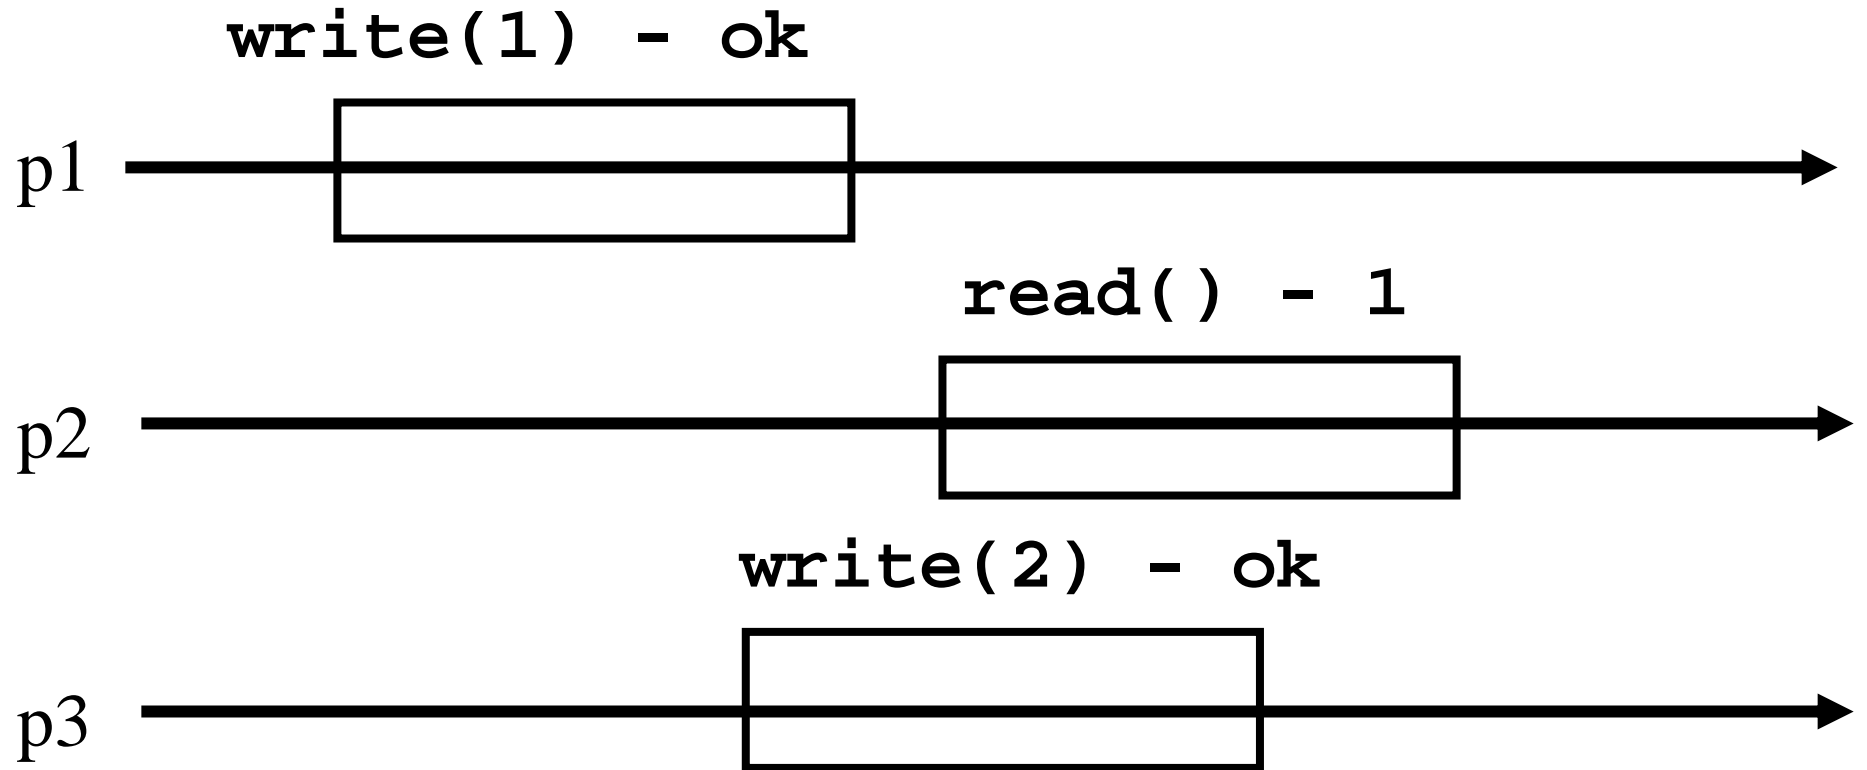 write(1) - ok
p1
read() - 1
p2
write(2) - ok
p3